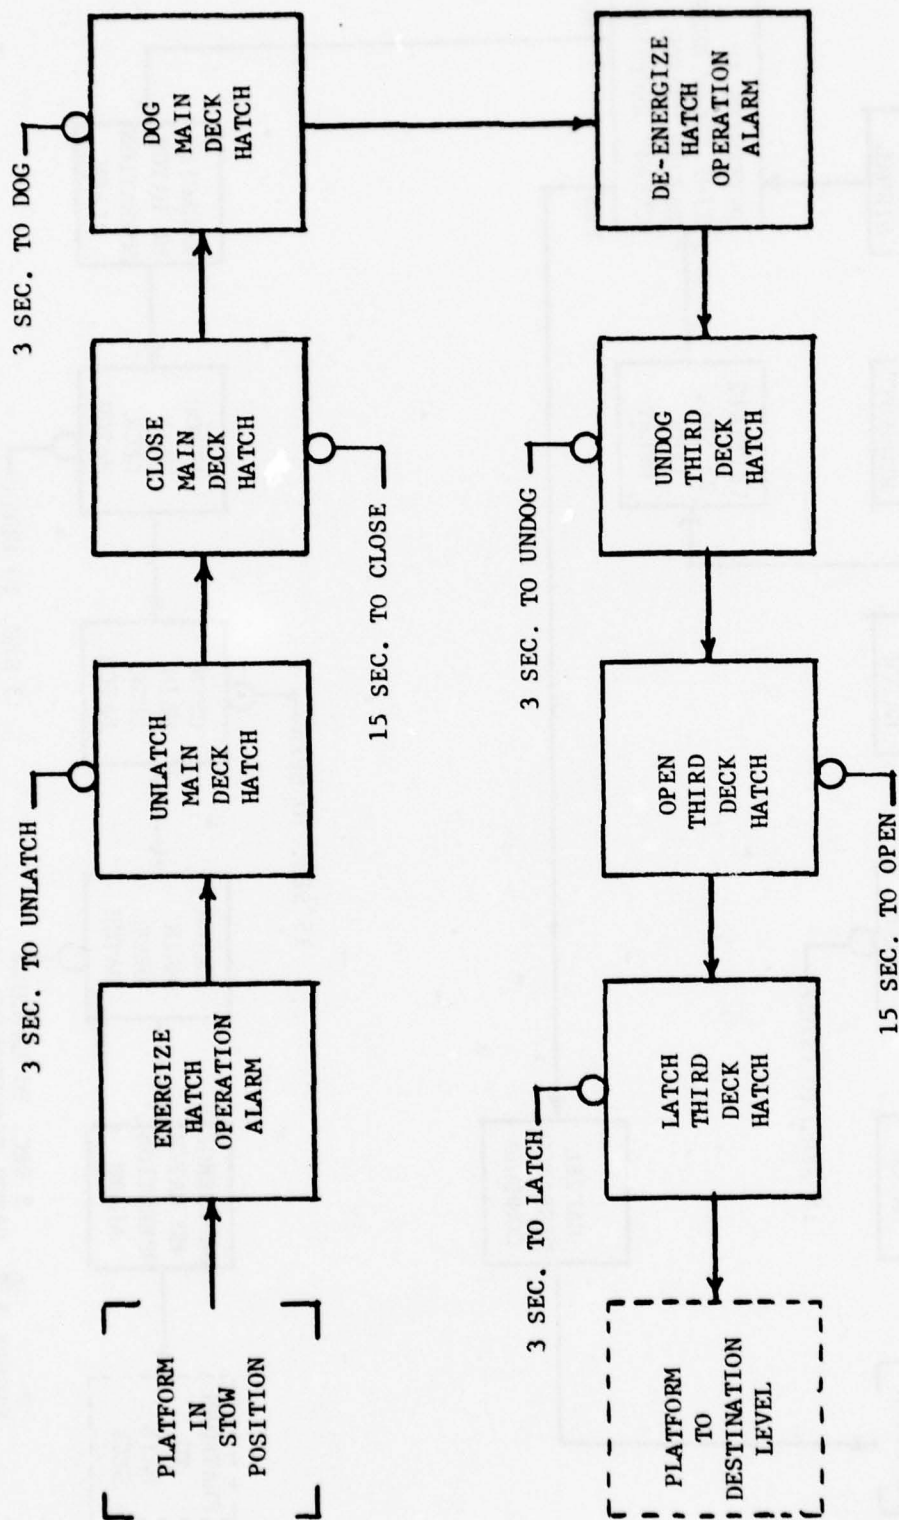 PLATFORM
IN
STOW
POSITION
ENERGIZE
HATCH
OPERATION
ALARM
3 SEC. TO UNLATCH
UNLATCH
MAIN
DECK
HATCH
CLOSE
MAIN
DECK
HATCH
15 SEC. TO CLOSE
3 SEC. TO DOG
DOG
MAIN
DECK
HATCH
DE-ENERGIZE
HATCH
OPERATION
ALARM
3 SEC. TO UNDOG
UNDOG
THIRD
DECK
HATCH
OPEN
THIRD
DECK
HATCH
15 SEC. TO OPEN
3 SEC. TO LATCH
LATCH
THIRD
DECK
HATCH
PLATFORM
TO
DESTINATION
LEVEL